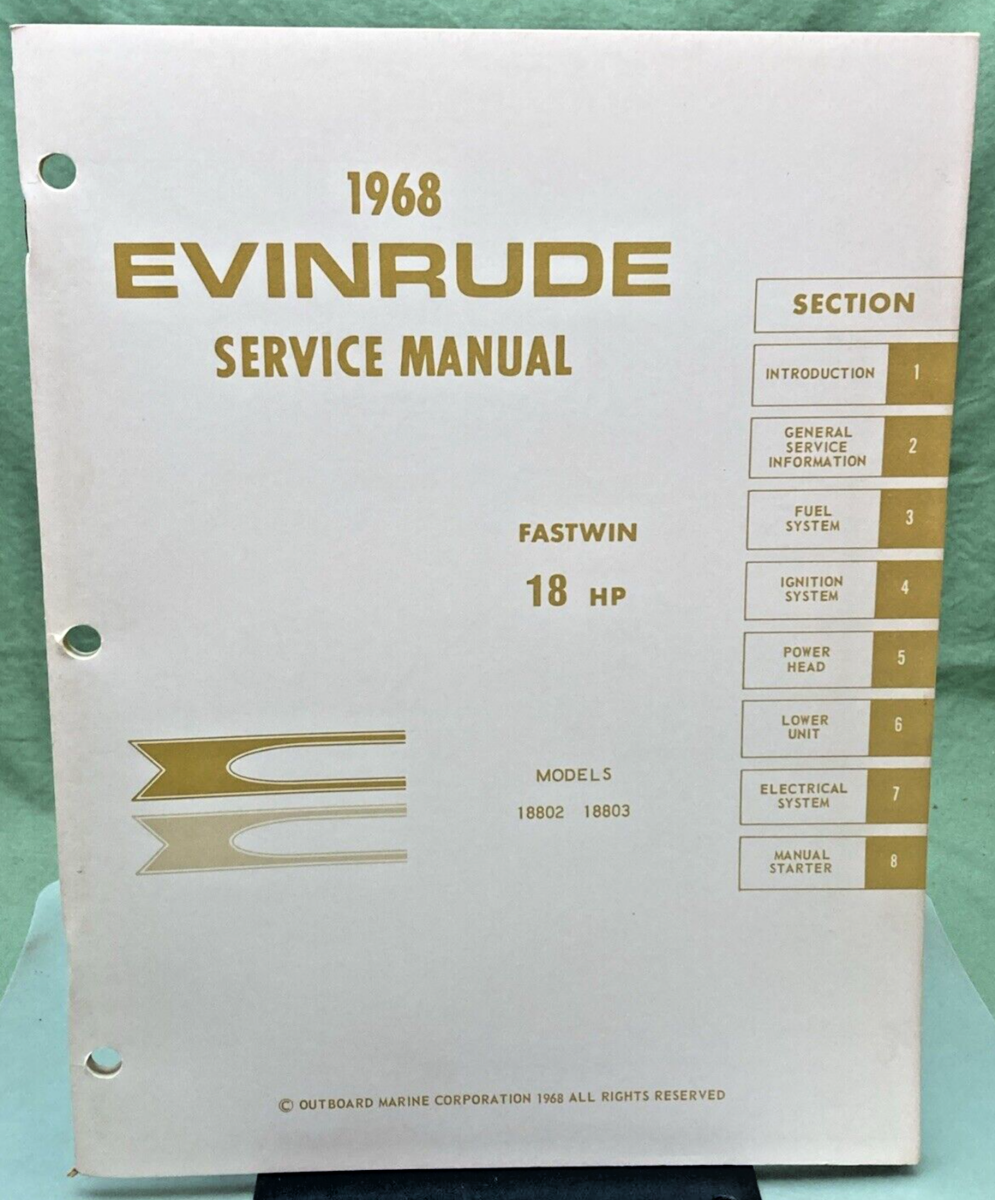 1968
EVINRUDE
SERVICE MANUAL
FASTWIN
18 HP
MODELS
18802 18803
SECTION
INTRODUCTION 1
GENERAL
SERVICE 2
INFORMATION
FUEL
SYSTEM 3
IGNITION
SYSTEM 4
POWER
HEAD 5
LOWER
UNIT 6
ELECTRICAL
SYSTEM 7
MANUAL
STARTER 8
© OUTBOARD MARINE CORPORATION 1968 ALL RIGHTS RESERVED